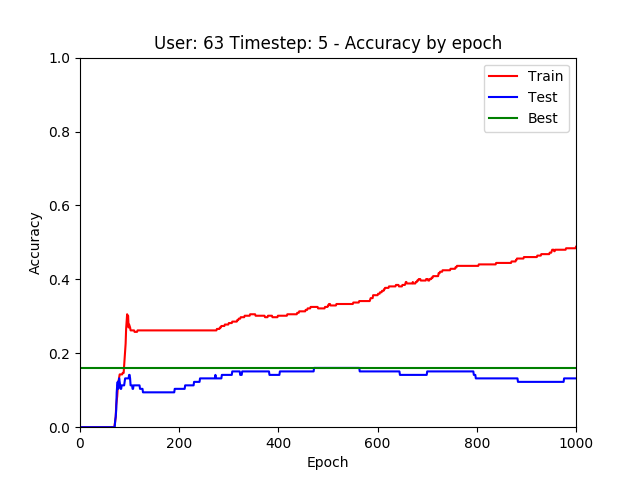 User: 63 Timestep: 5 - Accuracy by epoch
Train
Test
Best
Accuracy
1.0
0.8
0.6
0.4
0.2
0.0
0 200 400 600 800 1000
Epoch